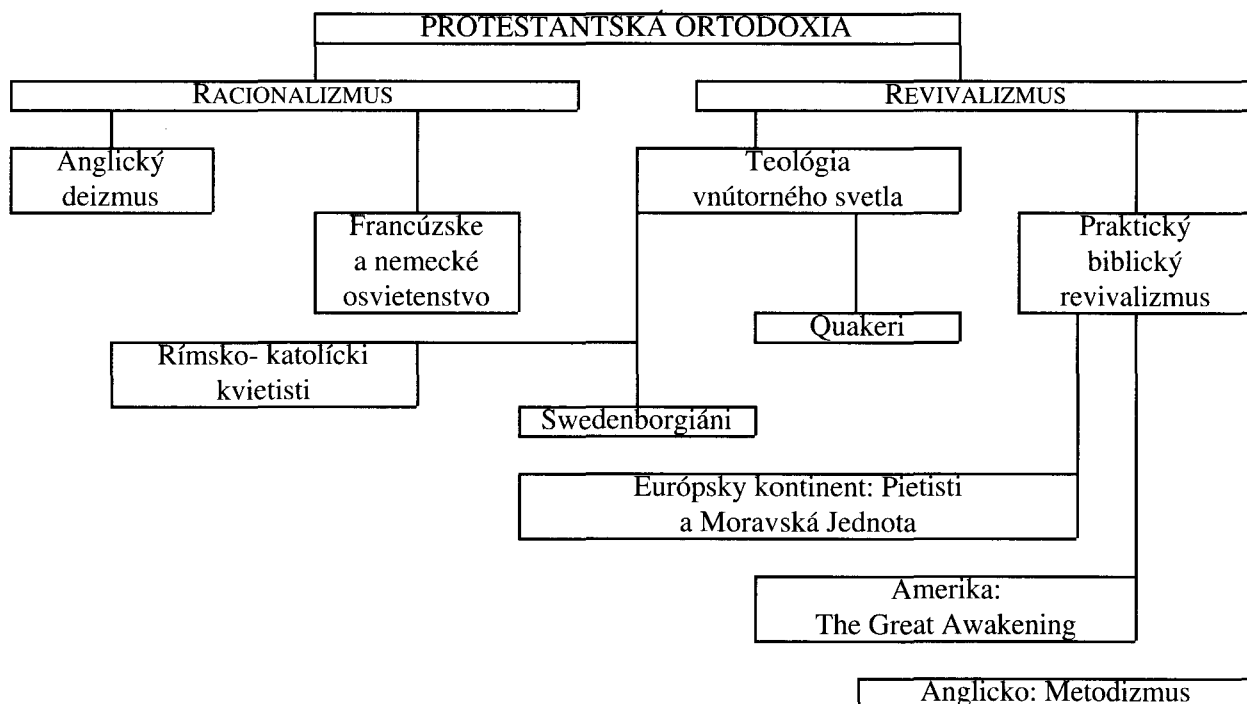 PROTESTANTSKÁ ORTODOXIA
RACIONALIZMUS
REVIVALIZMUS
Anglický
deizmus
Teológia
vnútorného svetla
Francúzske
a nemecké
osvietenstvo
Praktický
biblický
revivalizmus
Quakeri
Rímsko- katolícki
kvietisti
Swedenborgiáni
Európsky kontinent: Pietisti
a Moravská Jednota
Amerika:
The Great Awakening
Anglicko: Metodizmus